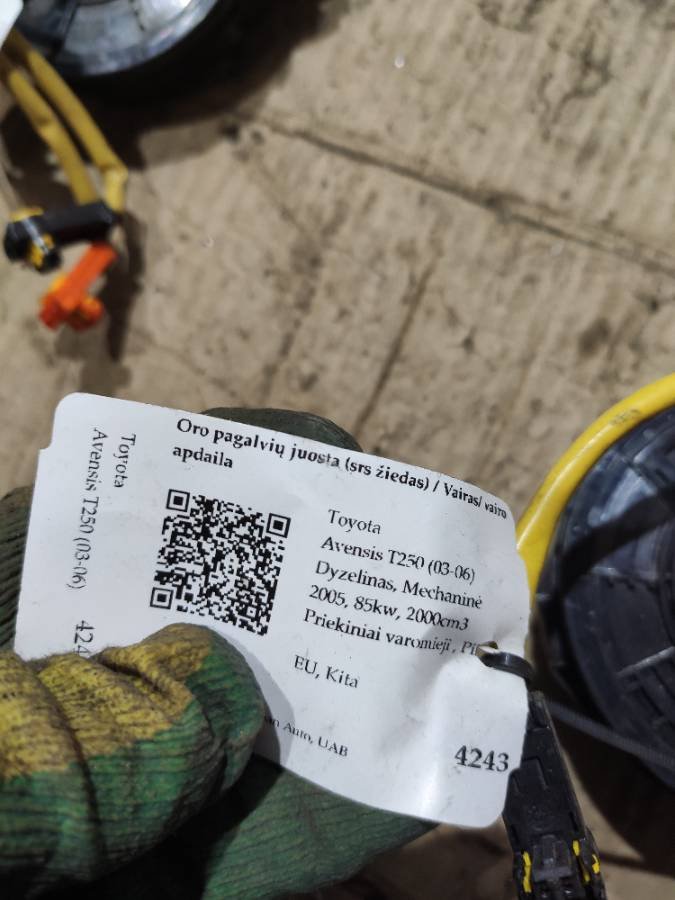 Oro pagalvių juosta (srs žiedas) / Vairas/ vairo
apdaila
Toyota
Avensis T250 (03-06)
Dyzelinas, Mechaninė
2005, 85kw, 2000cm3
Priekiniai varomieji,
EU, Kita
Auto, UAB
4243
Toyota
Avensis T250 (03-06)